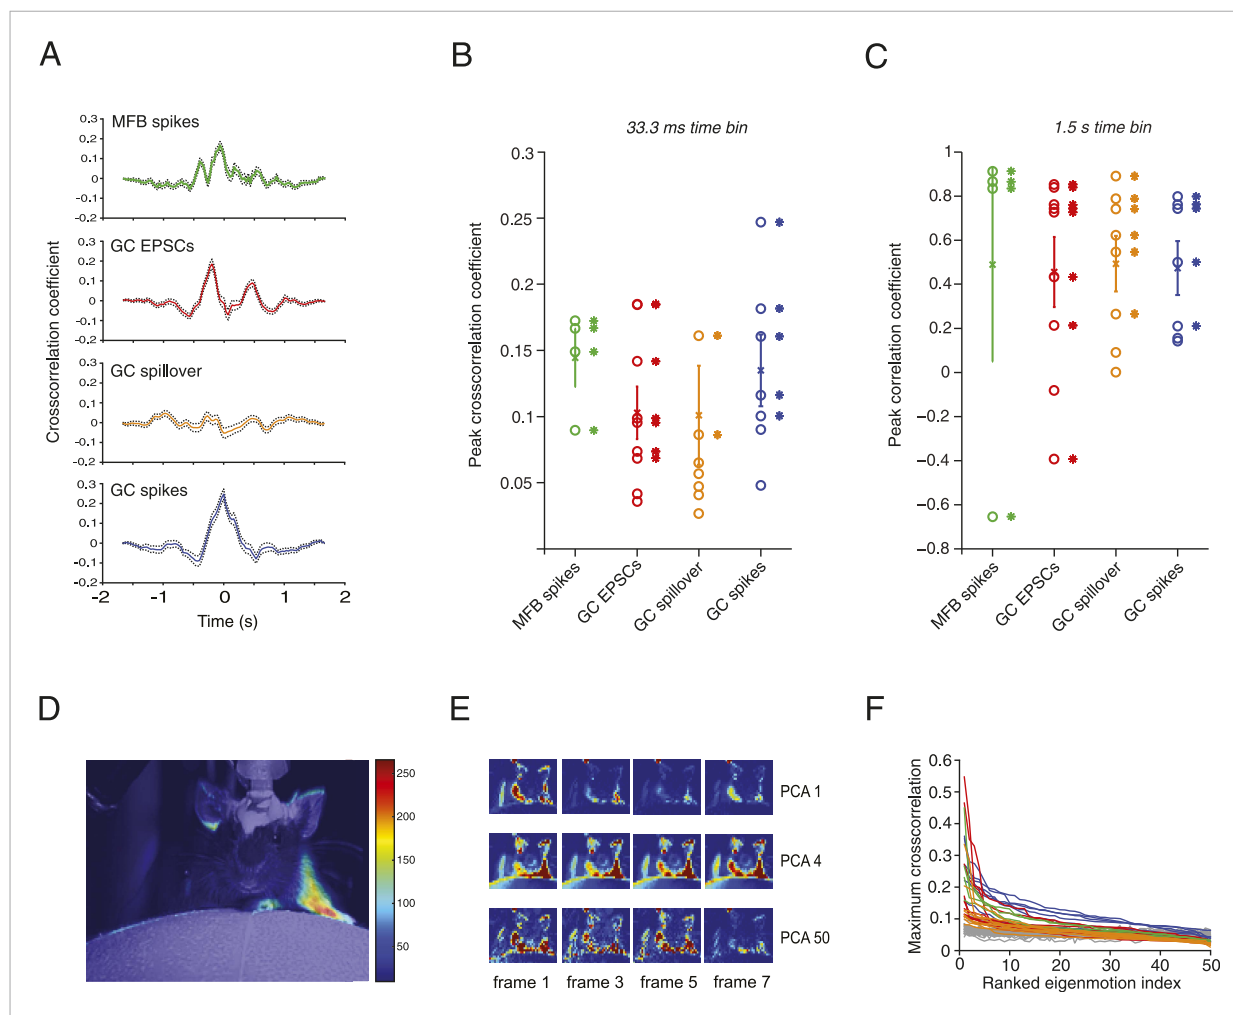 A
B
C
MFB spikes
0.3
0.2
0.1
0
-0.1
-0.2
GC EPSCs
0.3
0.2
0.1
0
-0.1
-0.2
GC spillover
0.3
0.2
0.1
0
-0.1
-0.2
GC spikes
0.3
0.2
0.1
0
-0.1
-0.2
-2 -1 0 1 2
Time (s)
Crosscorrelation coefficient
33.3 ms time bin
0.3
0.25
0.2
0.15
0.1
0.05
0
Peak crosscorrelation coefficient
MFB spikes
GC EPSCs
GC spillover
GC spikes
1.5 s time bin
1
0.8
0.6
0.4
0.2
0
−0.2
−0.4
−0.6
−0.8
Peak correlation coefficient
MFB spikes
GC EPSCs
GC spillover
GC spikes
D
E
F
250
200
150
100
50
PCA 1
PCA 4
PCA 50
frame 1 frame 3 frame 5 frame 7
0.6
0.5
0.4
0.3
0.2
0.1
0
Maximum crosscorrelation
0 10 20 30 40 50
Ranked eigenmotion index